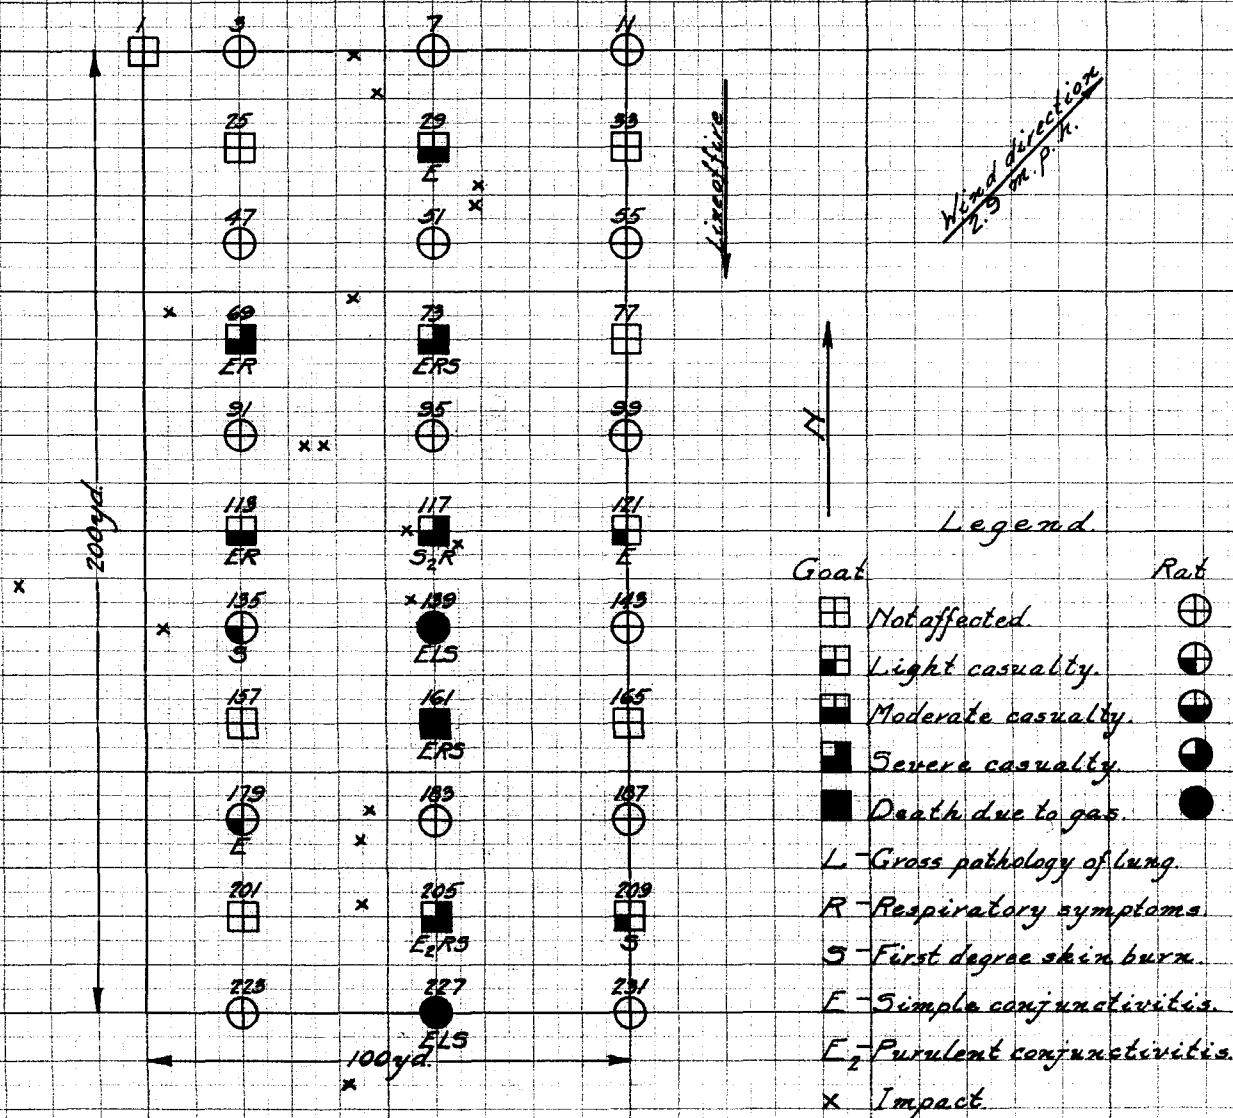 1 3 7 11
25 29 33
E
Line of fire
Wind direction
2.9 m.p.h.
47 51 55
69 73 77
ER ERS
91 95 99
N
200yd.
113 117 121
ER S₂R E
135 139 143
S ELS
157 161 165
ERS
179 183 187
E
201 205 209
E₂RS S
223 227 231
ELS
100yd.
Legend.
Goat Rat
Not affected.
Light casualty.
Moderate casualty.
Severe casualty.
Death due to gas.
L - Gross pathology of lung.
R - Respiratory symptoms.
S - First degree skin burn.
E - Simple conjunctivitis.
E₂ - Purulent conjunctivitis.
x Impact